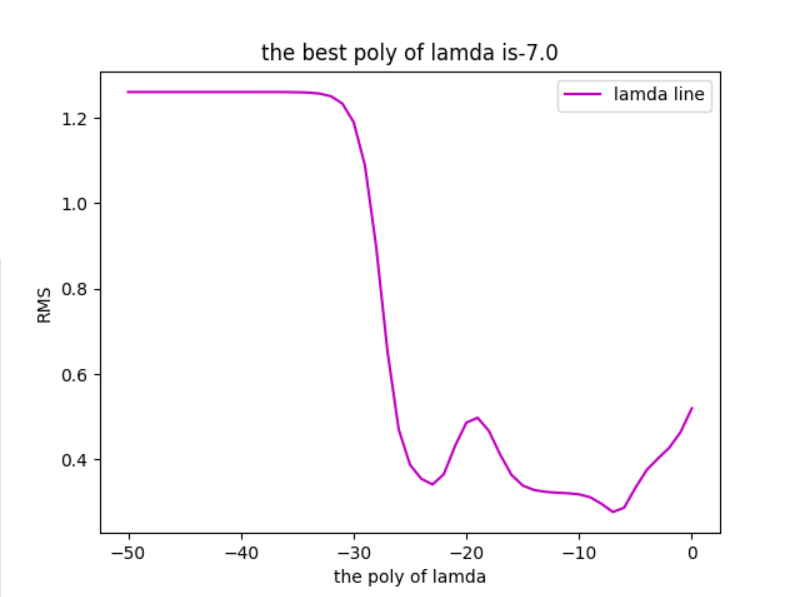 the best poly of lamda is-7.0
lamda line
1.2
1.0
0.8
0.6
0.4
RMS
−50
−40
−30
−20
−10
0
the poly of lamda